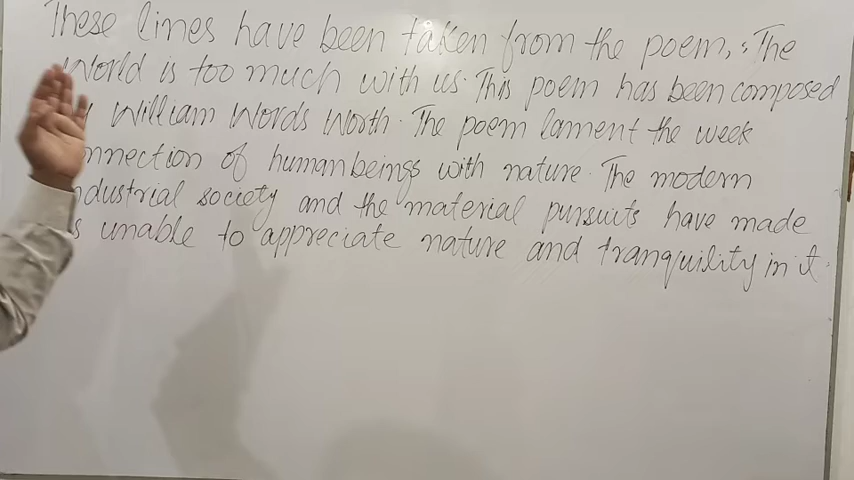 These lines have been taken from the poem, "The
World is too much with us. This poem has been composed
William Words Worth. The poem lament the week
nnection of human beings with nature. The modern
ndustrial society and the material pursuits have made
s unable to appreciate nature and tranquility in it.